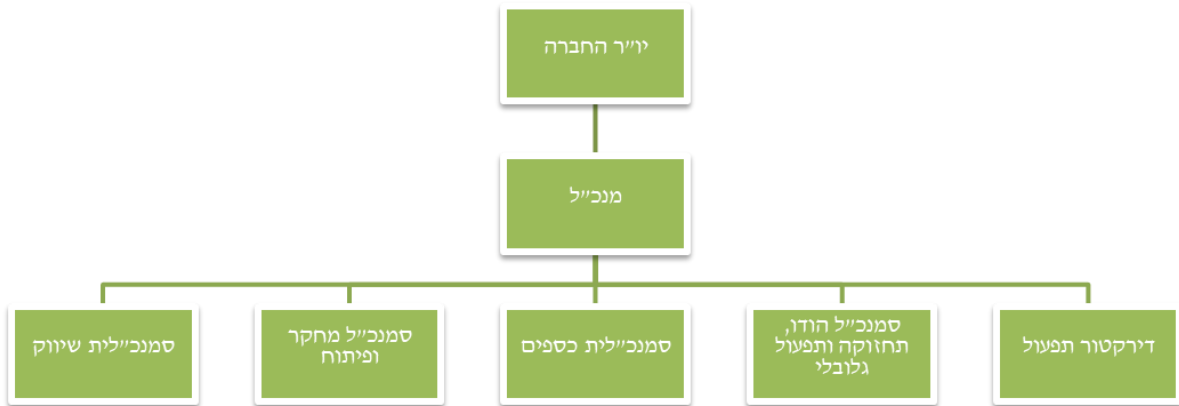 יו״ר החברה
מנכ״ל
דירקטור תפעול
סמנכ״ל הודו,
תחזוקה ותפעול
גלובלי
סמנכ״לית כספים
סמנכ״ל מחקר
ופיתוח
סמנכ״לית שיווק